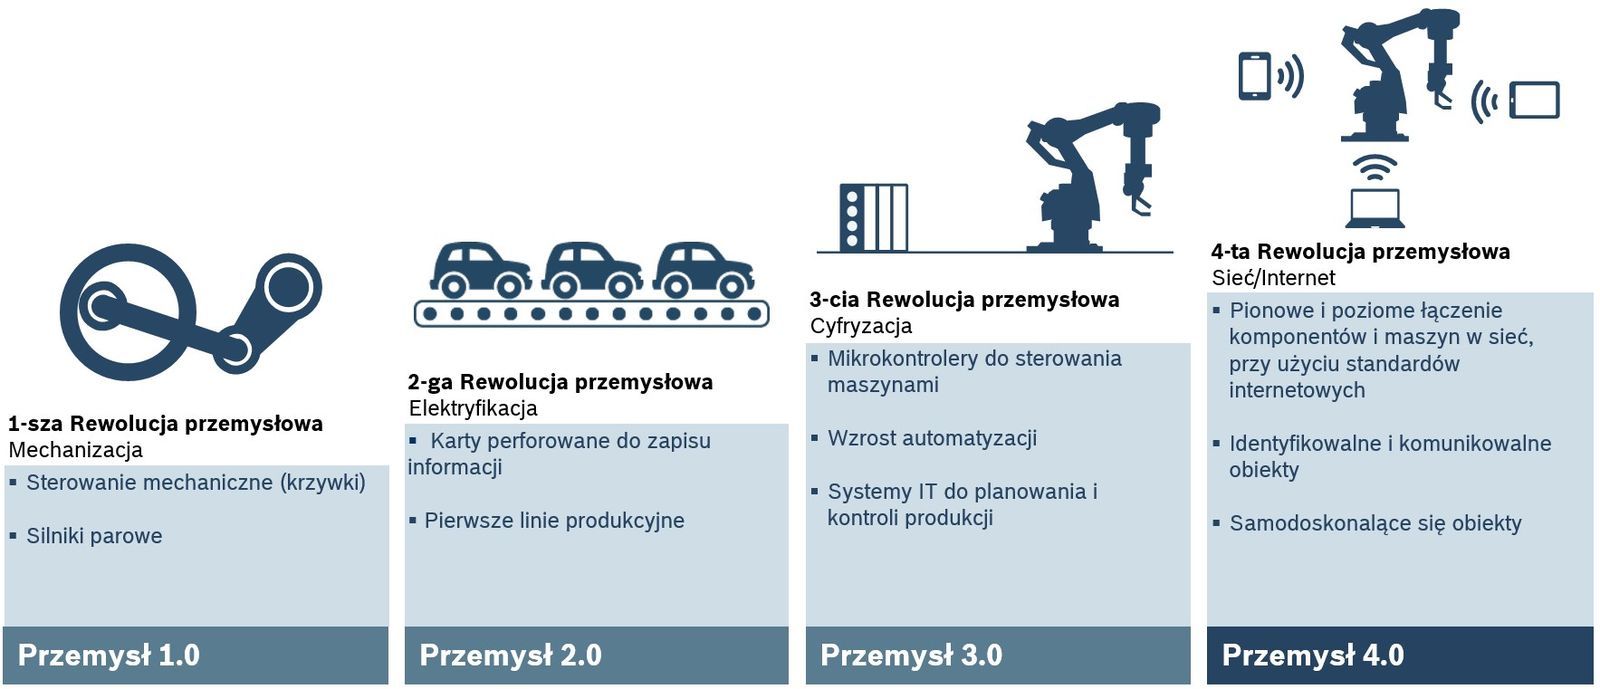 1-sza Rewolucja przemysłowa
Mechanizacja
▪ Sterowanie mechaniczne (krzywki)
▪ Silniki parowe
Przemysł 1.0
2-ga Rewolucja przemysłowa
Elektryfikacja
▪ Karty perforowane do zapisu
informacji
▪ Pierwsze linie produkcyjne
Przemysł 2.0
3-cia Rewolucja przemysłowa
Cyfryzacja
▪ Mikrokontrolery do sterowania
maszynami
▪ Wzrost automatyzacji
▪ Systemy IT do planowania i
kontroli produkcji
Przemysł 3.0
4-ta Rewolucja przemysłowa
Sieć/Internet
▪ Pionowe i poziome łączenie
komponentów i maszyn w sieć,
przy użyciu standardów
internetowych
▪ Identyfikowalne i komunikowalne
obiekty
▪ Samodoskonalące się obiekty
Przemysł 4.0